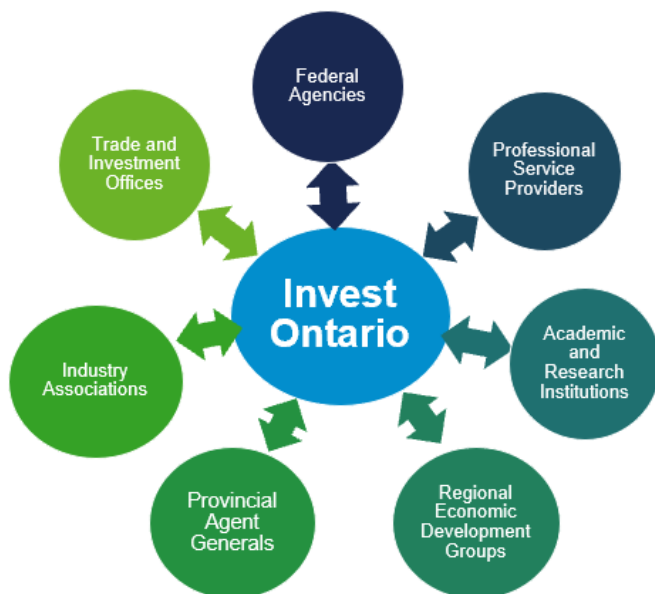 Federal
Agencies
Professional
Service
Providers
Academic
and
Research
Institutions
Regional
Economic
Development
Groups
Provincial
Agent
Generals
Industry
Associations
Trade and
Investment
Offices
Invest
Ontario